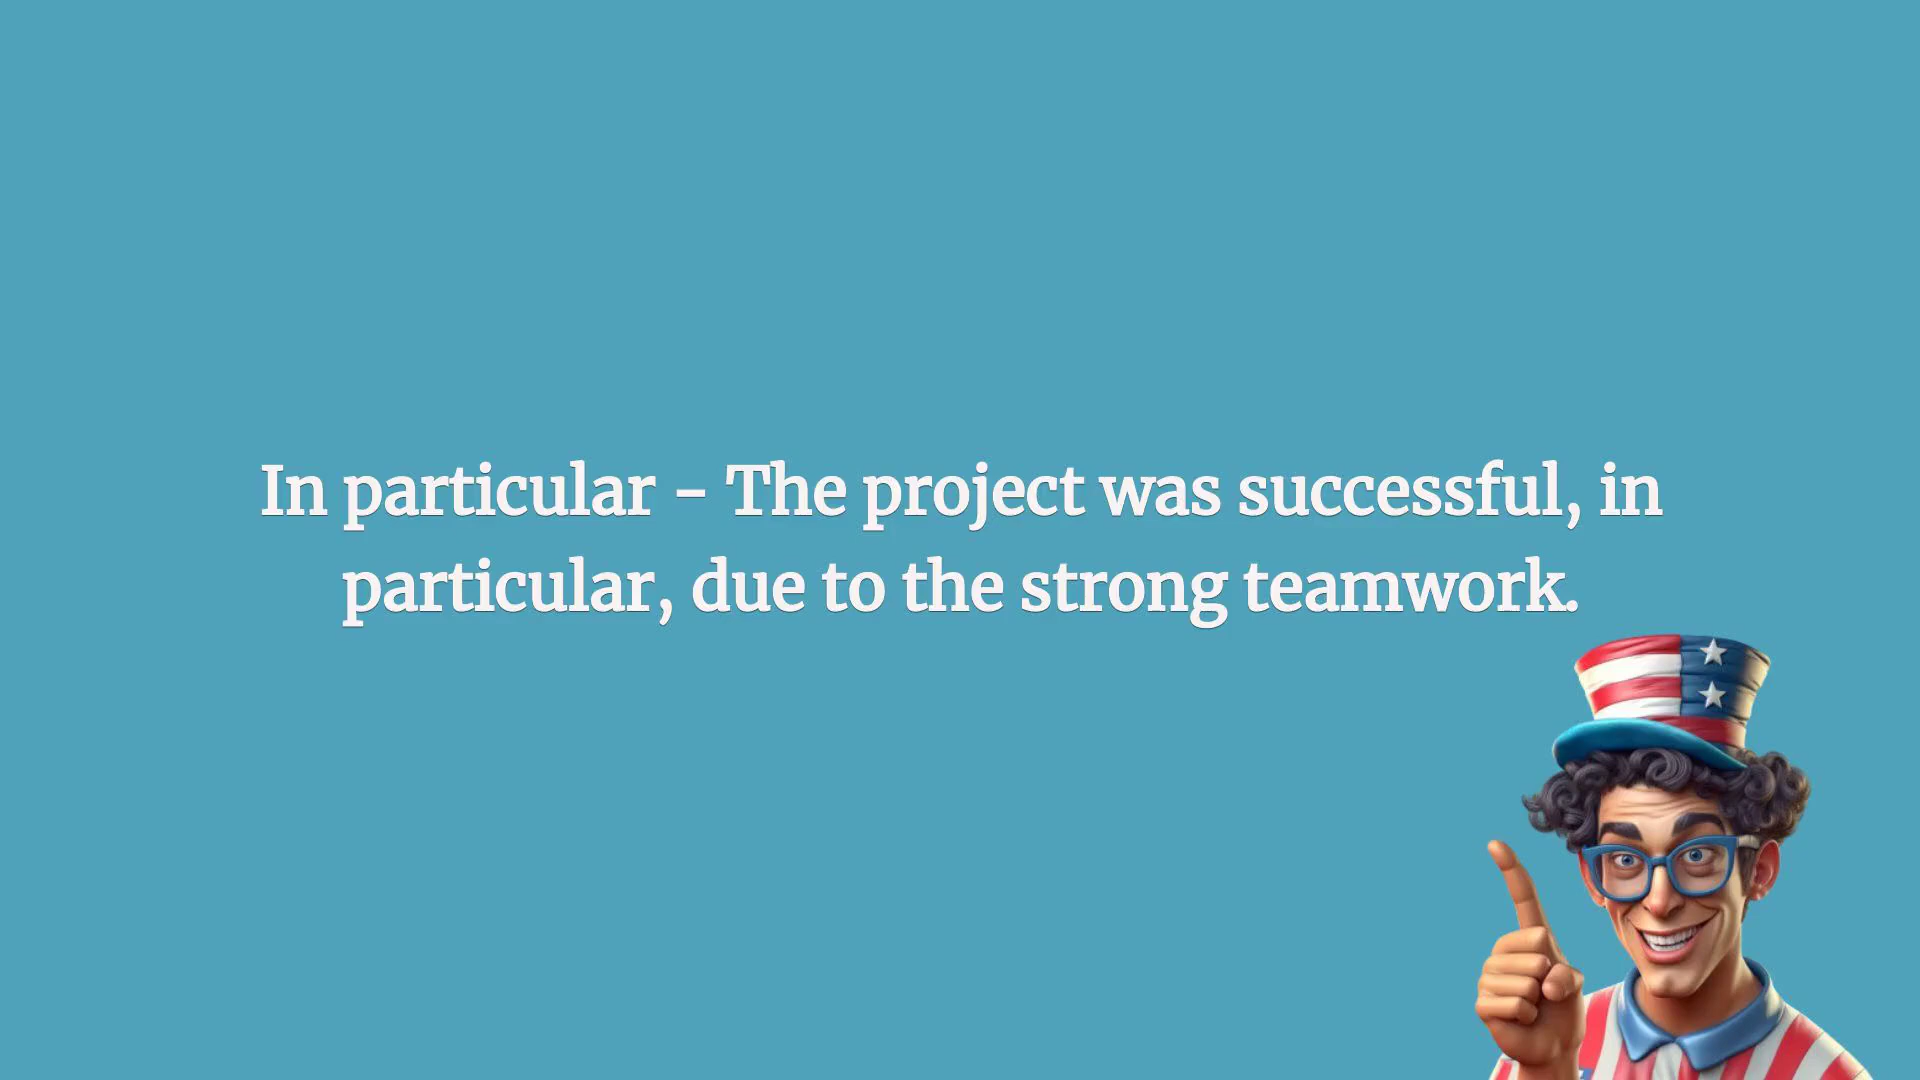 In particular - The project was successful, in
particular, due to the strong teamwork.